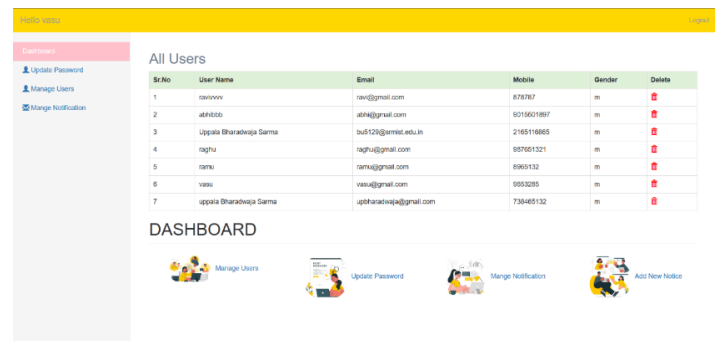 Hello vasu Logout
Dashboard
Update Password
Manage Users
Mange Notification
All Users
Sr.No User Name Email Mobile Gender Delete
1 ravivvvv ravi@gmail.com 878787 m
2 abhibbb abhi@gmail.com 9015601897 m
3 Uppala Bharadwaja Sarma bu5129@srmist.edu.in 2165116865 m
4 raghu raghu@gmail.com 987651321 m
5 ramu ramu@gmail.com 8965132 m
6 vasu vasu@gmail.com 9853285 m
7 uppala Bharadwaja Sarma upbharadwaja@gmail.com 738465132 m
DASHBOARD
Manage Users Update Password Mange Notification Add New Notice